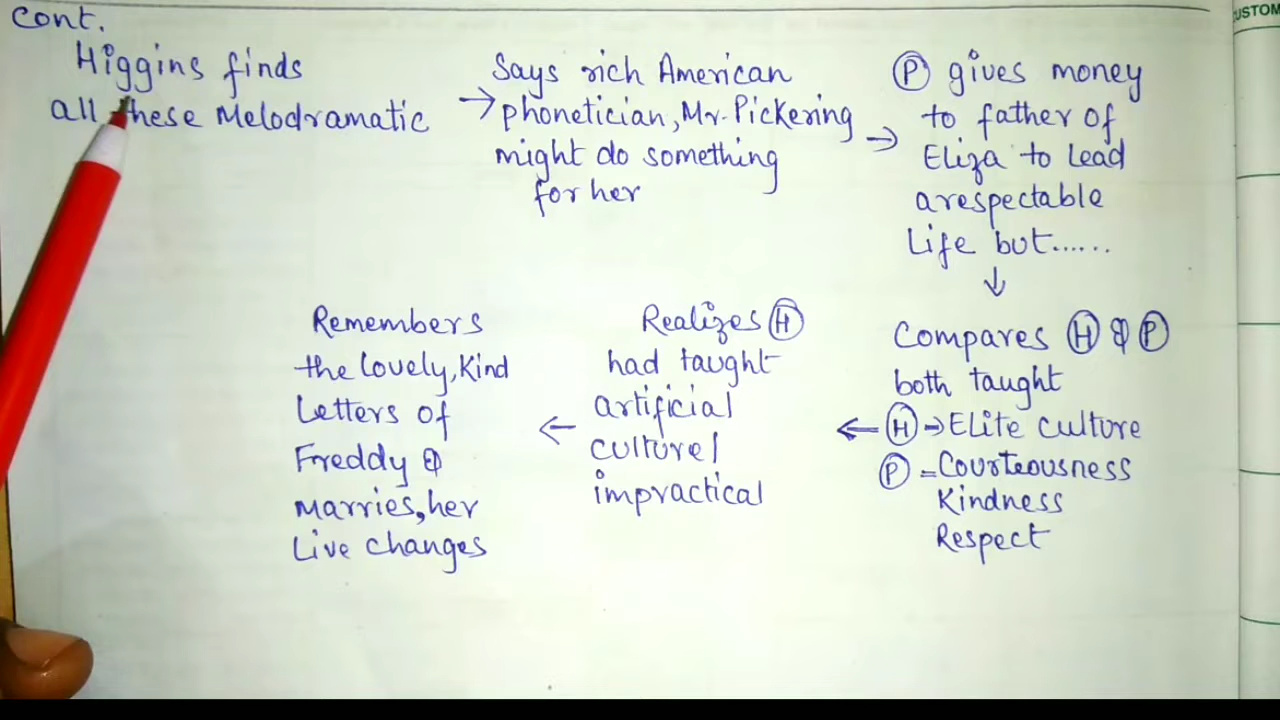 cont.
Higgins finds
all these Melodramatic
Says rich American
→ phonetician, Mr. Pickering
might do something
for her
→ Ⓟ gives money
to father of
Eliza to lead
a respectable
Life but......
↓
Compares Ⓗ & Ⓟ
both taught
Ⓗ → Elite culture
Ⓟ = Courteousness
Kindness
Respect
← Realizes Ⓗ
had taught
artificial
culture/
impractical
← Remembers
the lovely, Kind
Letters of
Freddy &
marries, her
Live changes
USTOM